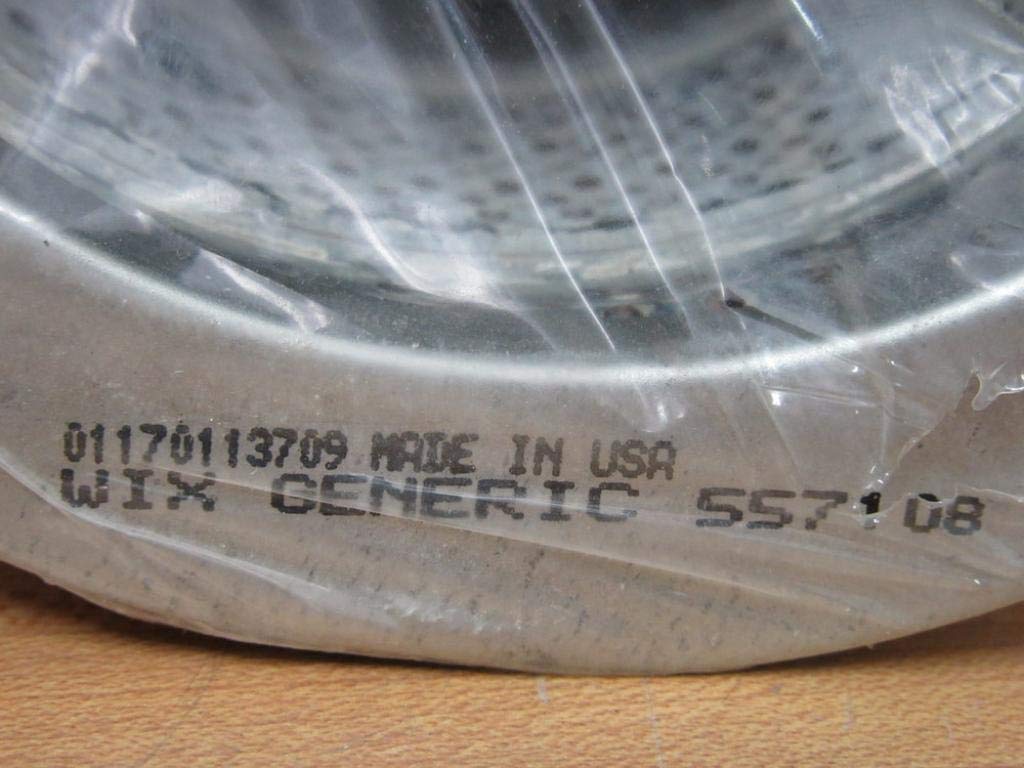 01170113709 MADE IN USA
WIX GENERIC 557108